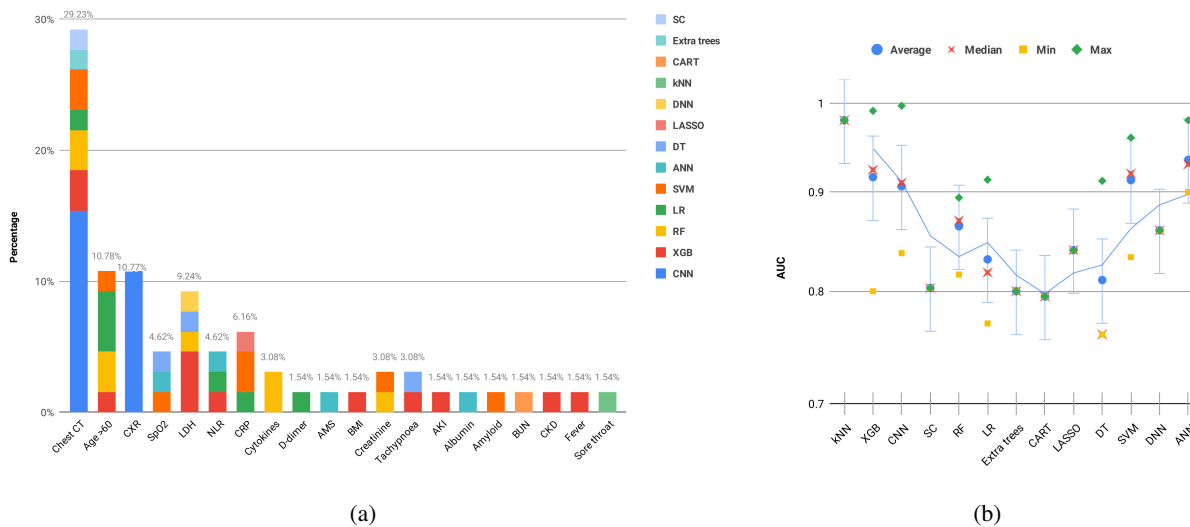 30%
20%
10%
0%
Percentage
29.23%
10.78%
10.77%
4.62%
9.24%
4.62%
6.16%
3.08%
1.54%
1.54%
1.54%
3.08%
3.08%
1.54%
1.54%
1.54%
1.54%
1.54%
1.54%
1.54%
Chest CT
Age >60
CXR
SpO2
LDH
NLR
CRP
Cytokines
D-dimer
AMS
BMI
Creatinine
Tachypnoea
AKI
Albumin
Amyloid
BUN
CKD
Fever
Sore throat
SC
Extra trees
CART
kNN
DNN
LASSO
DT
ANN
SVM
LR
RF
XGB
CNN
(a)
Average Median Min Max
1
0.9
0.8
0.7
AUC
kNN
XGB
CNN
SC
RF
LR
Extra trees
CART
LASSO
DT
SVM
DNN
ANN
(b)